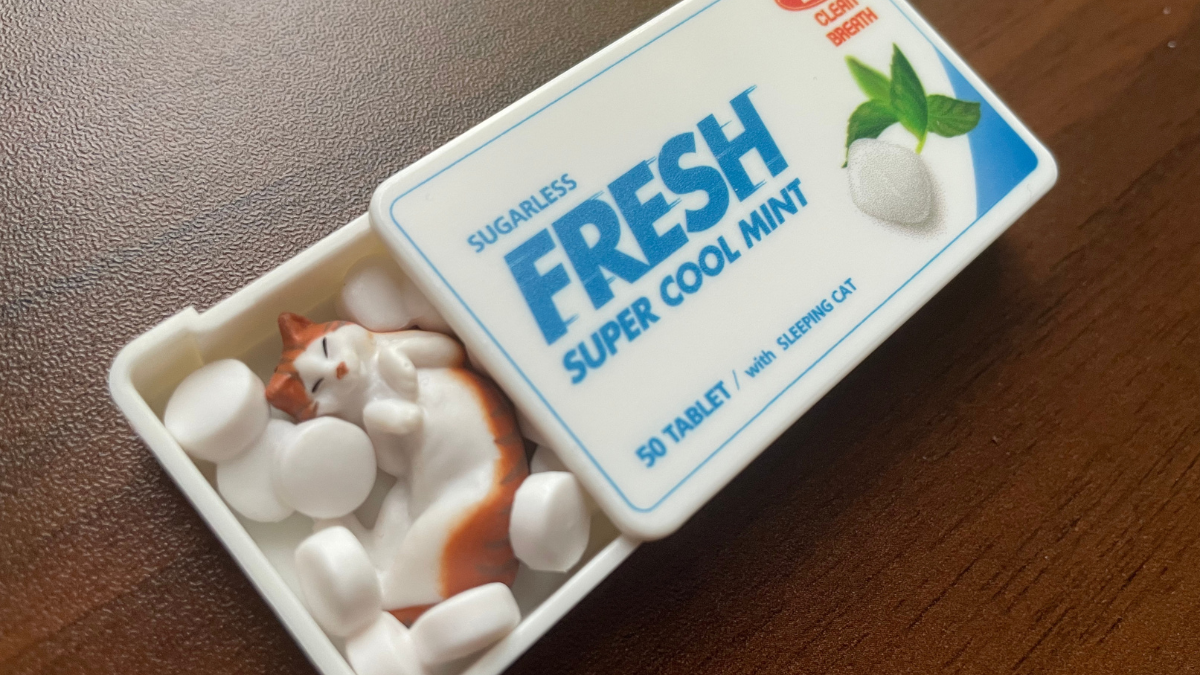 CLEAN
BREATH
SUGARLESS
FRESH
SUPER COOL MINT
50 TABLET / with SLEEPING CAT